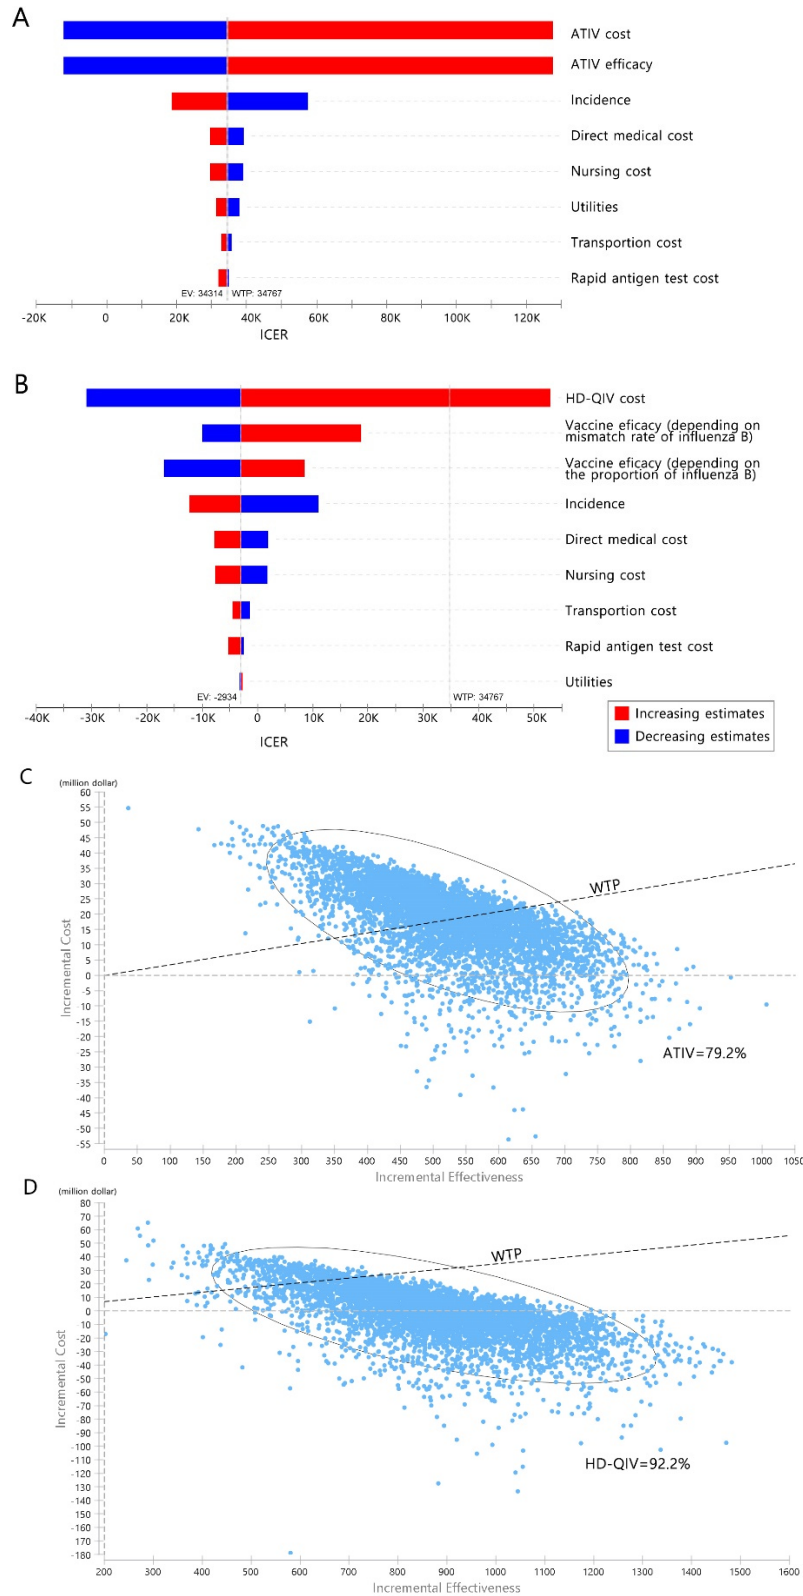 A
ATIV cost
ATIV efficacy
Incidence
Direct medical cost
Nursing cost
Utilities
Transportion cost
Rapid antigen test cost
EV: 34314 WTP: 34767
-20K 0 20K 40K 60K 80K 100K 120K
ICER
B
HD-QIV cost
Vaccine eficacy (depending on
mismatch rate of influenza B)
Vaccine eficacy (depending on
the proportion of influenza B)
Incidence
Direct medical cost
Nursing cost
Transportion cost
Rapid antigen test cost
Utilities
EV: -2934 WTP: 34767
-40K -30K -20K -10K 0 10K 20K 30K 40K 50K
ICER
Increasing estimates
Decreasing estimates
C
(million dollar)
60
55
50
45
40
35
30
25
20
15
10
5
0
-5
-10
-15
-20
-25
-30
-35
-40
-45
-50
-55
Incremental Cost
WTP
ATIV=79.2%
0 50 100 150 200 250 300 350 400 450 500 550 600 650 700 750 800 850 900 950 1000 1050
Incremental Effectiveness
D
(million dollar)
80
70
60
50
40
30
20
10
0
-10
-20
-30
-40
-50
-60
-70
-80
-90
-100
-110
-120
-130
-140
-150
-160
-170
-180
Incremental Cost
WTP
HD-QIV=92.2%
200 300 400 500 600 700 800 900 1000 1100 1200 1300 1400 1500 1600
Incremental Effectiveness